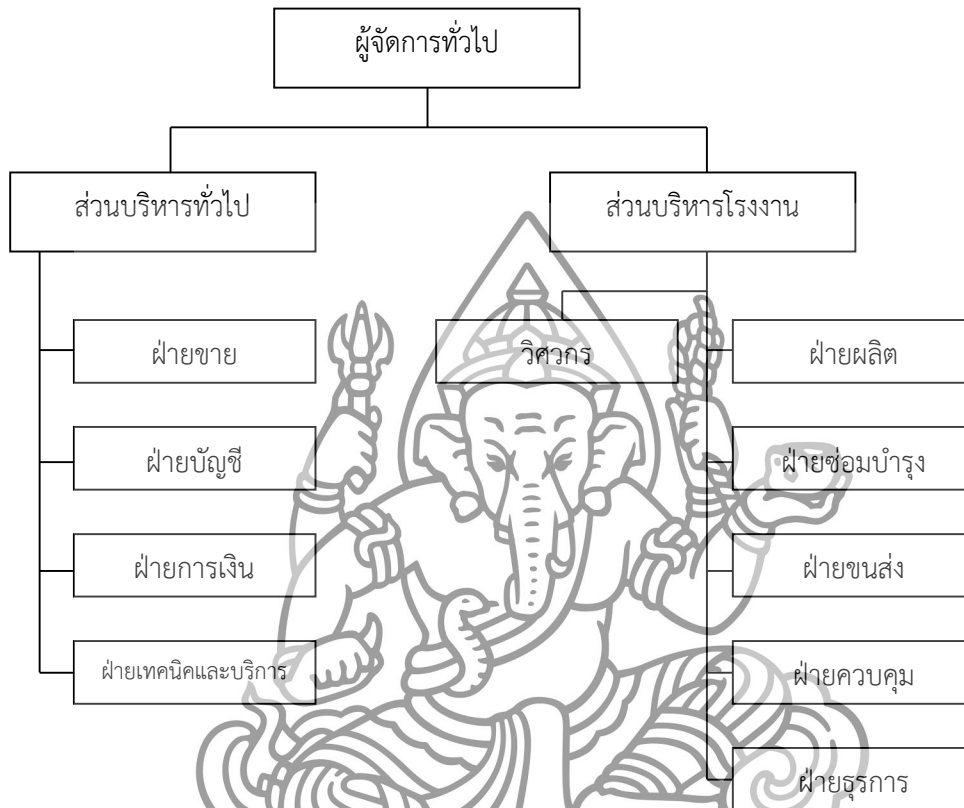 ผู้จัดการทั่วไป
ส่วนบริหารทั่วไป
ส่วนบริหารโรงงาน
ฝ่ายขาย
วิศวกร
ฝ่ายผลิต
ฝ่ายบัญชี
ฝ่ายซ่อมบำรุง
ฝ่ายการเงิน
ฝ่ายขนส่ง
ฝ่ายเทคนิคและบริการ
ฝ่ายควบคุม
ฝ่ายธุรการ